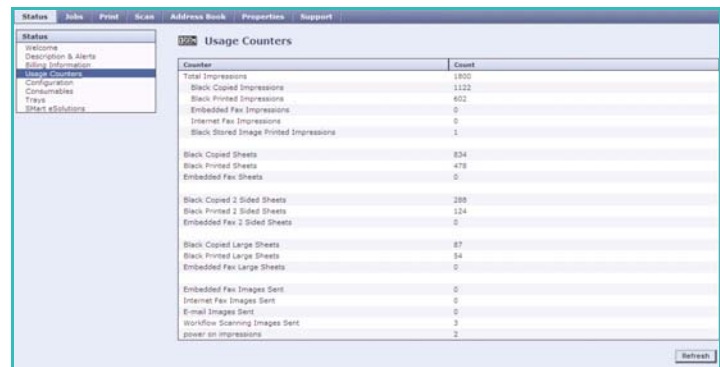 Status Jobs Print Scan Address Book Properties Support
Status
Welcome
Description & Alerts
Billing Information
Usage Counters
Configuration
Consumables
Trays
SMart eSolutions
Usage Counters
Counter Count
Total Impressions 1800
Black Copied Impressions 1122
Black Printed Impressions 602
Embedded Fax Impressions 0
Internet Fax Impressions 0
Black Stored Image Printed Impressions 1
Black Copied Sheets 834
Black Printed Sheets 478
Embedded Fax Sheets 0
Black Copied 2 Sided Sheets 288
Black Printed 2 Sided Sheets 124
Embedded Fax 2 Sided Sheets 0
Black Copied Large Sheets 87
Black Printed Large Sheets 54
Embedded Fax Large Sheets 0
Embedded Fax Images Sent 0
Internet Fax Images Sent 0
E-mail Images Sent 0
Workflow Scanning Images Sent 3
power on impressions 2
Refresh